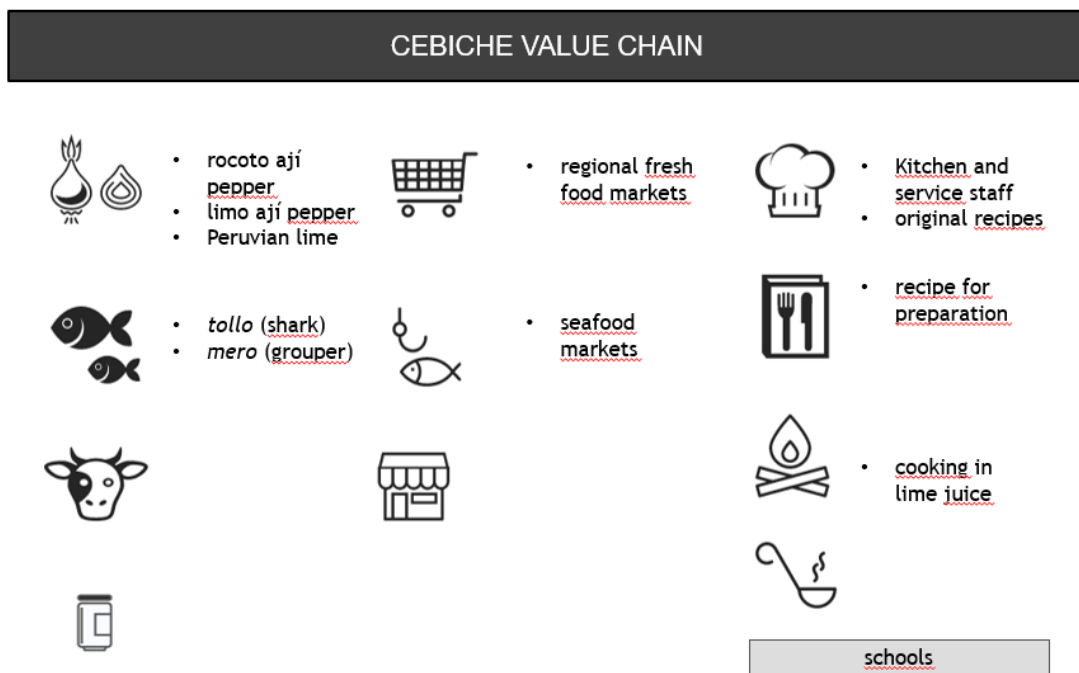 CEBICHE VALUE CHAIN
• rocoto ají
pepper
• limo ají pepper
• Peruvian lime
• regional fresh
food markets
• Kitchen and
service staff
• original recipes
• tollo (shark)
• mero (grouper)
• seafood
markets
• recipe for
preparation
• cooking in
lime juice
schools